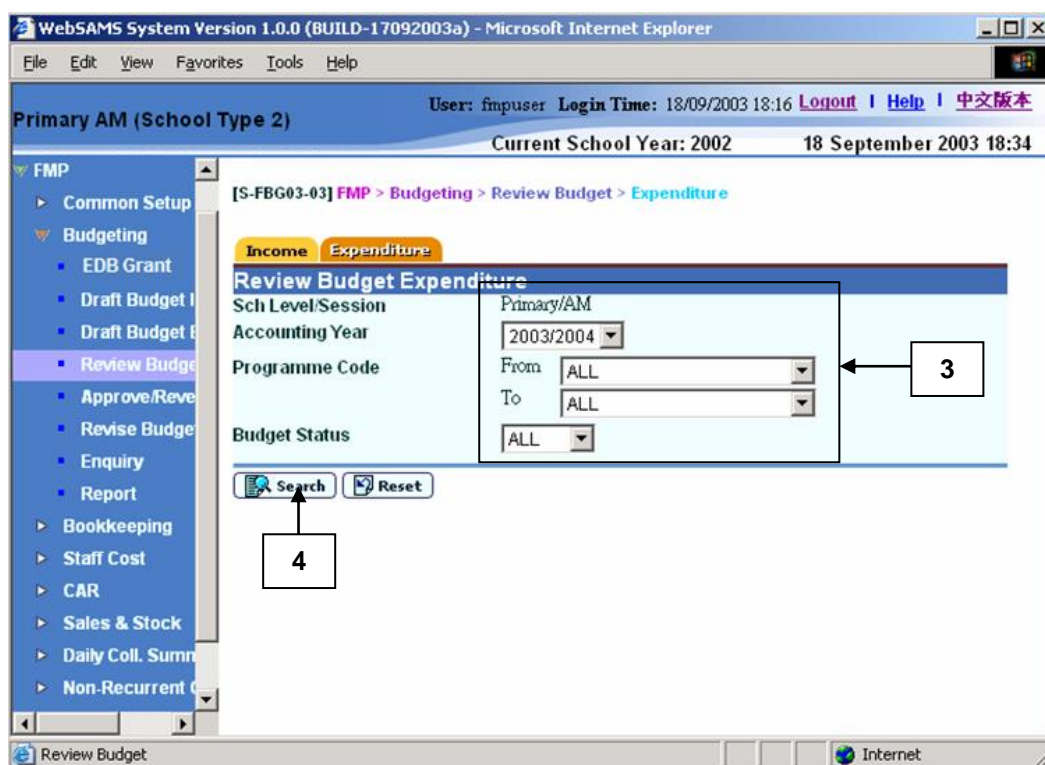 WebSAMS System Version 1.0.0 (BUILD-17092003a) - Microsoft Internet Explorer
File Edit View Favorites Tools Help
User: fmpuser Login Time: 18/09/2003 18:16 Logout | Help | 中文版本
Primary AM (School Type 2)
Current School Year: 2002 18 September 2003 18:34
FMP
Common Setup
Budgeting
EDB Grant
Draft Budget I
Draft Budget E
Review Budge
Approve/Reve
Revise Budge
Enquiry
Report
Bookkeeping
Staff Cost
CAR
Sales & Stock
Daily Coll. Summ
Non-Recurrent
[S-FBG03-03] FMP > Budgeting > Review Budget > Expenditure
Income Expenditure
Review Budget Expenditure
Sch Level/Session Primary/AM
Accounting Year 2003/2004
Programme Code From ALL
To ALL
Budget Status ALL
Search Reset
3
4
Review Budget Internet